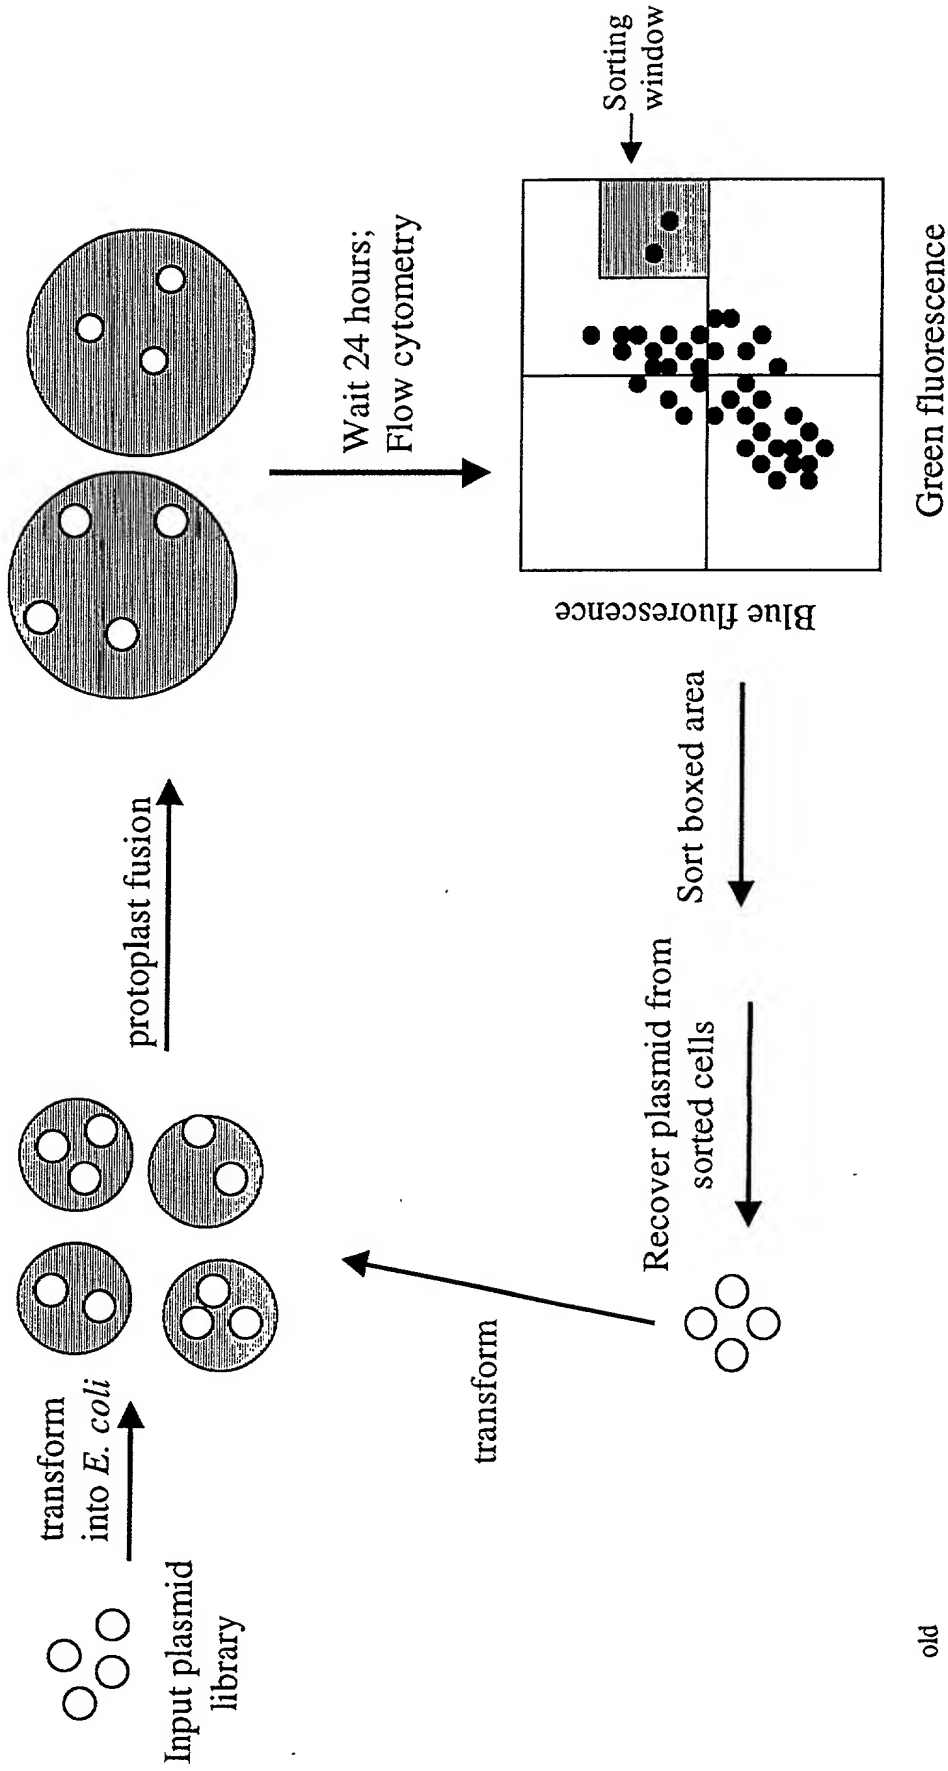 Input plasmid
library
transform
into E. coli
protoplast fusion
Wait 24 hours;
Flow cytometry
Sorting
window
Blue fluorescence
Green fluorescence
Sort boxed area
Recover plasmid from
sorted cells
transform
old